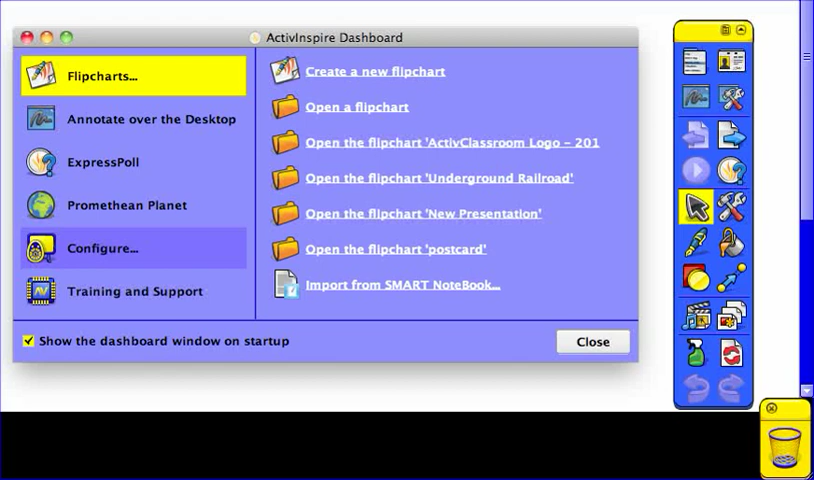 ActivInspire Dashboard
Flipcharts...
Annotate over the Desktop
ExpressPoll
Promethean Planet
Configure...
Training and Support
Create a new flipchart
Open a flipchart
Open the flipchart 'ActivClassroom Logo - 201
Open the flipchart 'Underground Railroad'
Open the flipchart 'New Presentation'
Open the flipchart 'postcard'
Import from SMART NoteBook...
Show the dashboard window on startup
Close